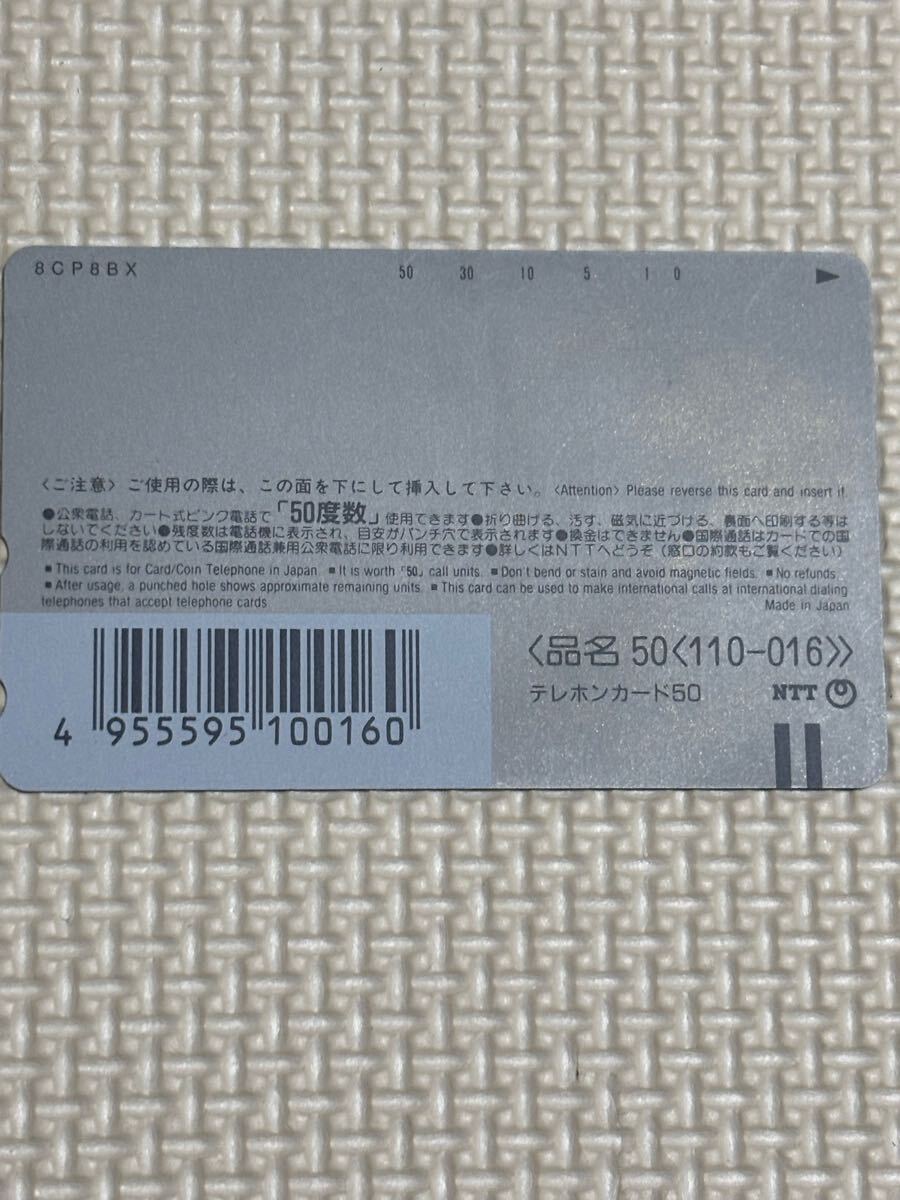 8CP8BX 50 30 10 5 1 0
〈ご注意〉ご使用の際は、この面を下にして挿入して下さい。〈Attention〉Please reverse this card and insert it.
●公衆電話、カード式ピンク電話で「50度数」使用できます●折り曲げる、汚す、磁気に近づける、裏面へ印刷する等は
しないでください●残度数は電話機に表示され、目安がパンチ穴で表示されます●換金はできません●国際通話はカードでの国
際通話の利用を認めている国際通話兼用公衆電話に限り利用できます●詳しくはNTTへどうぞ(窓口の約款もご覧ください)
■This card is for Card/Coin Telephone in Japan. ■It is worth「50」call units. ■Don't bend or stain and avoid magnetic fields. ■No refunds.
■After usage, a punched hole shows approximate remaining units. ■This card can be used to make international calls at international dialing
telephones that accept telephone cards Made in Japan
〈品名 50〈110-016〉〉
テレホンカード50 NTT
4 955595 100160